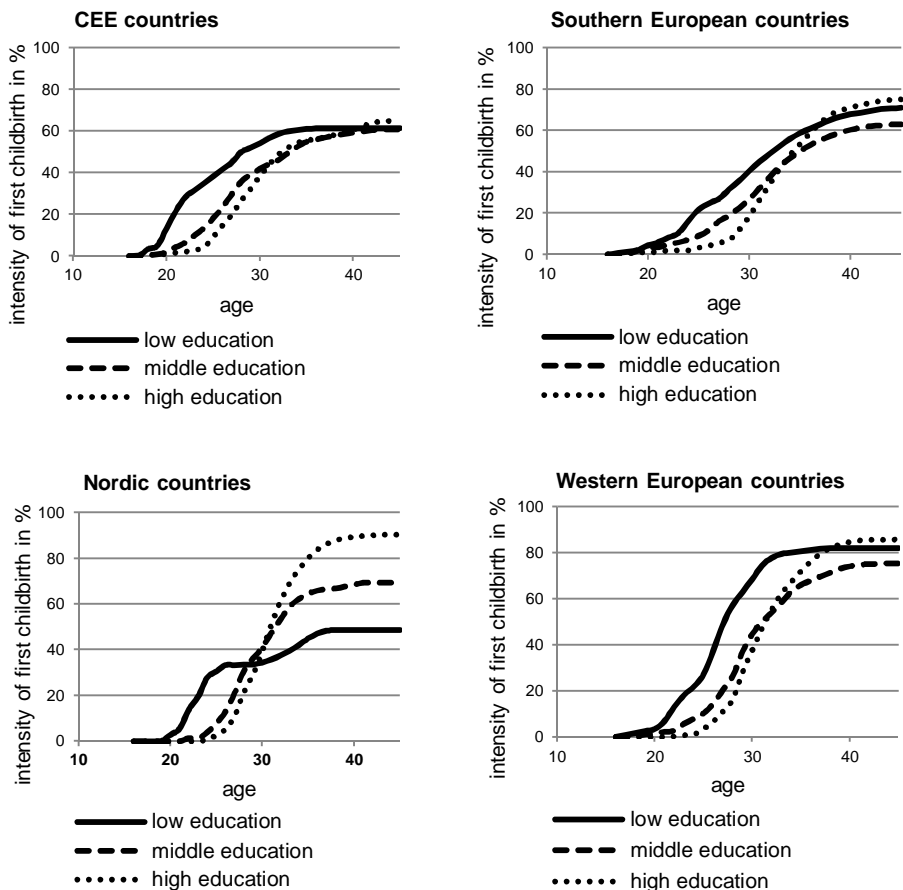 CEE countries
intensity of first childbirth in %
100
80
60
40
20
0
10 20 30 40
age
low education
middle education
high education
Southern European countries
intensity of first childbirth in %
100
80
60
40
20
0
10 20 30 40
age
low education
middle education
high education
Nordic countries
intensity of first childbirth in %
100
80
60
40
20
0
10 20 30 40
age
low education
middle education
high education
Western European countries
intensity of first childbirth in %
100
80
60
40
20
0
10 20 30 40
age
low education
middle education
high education